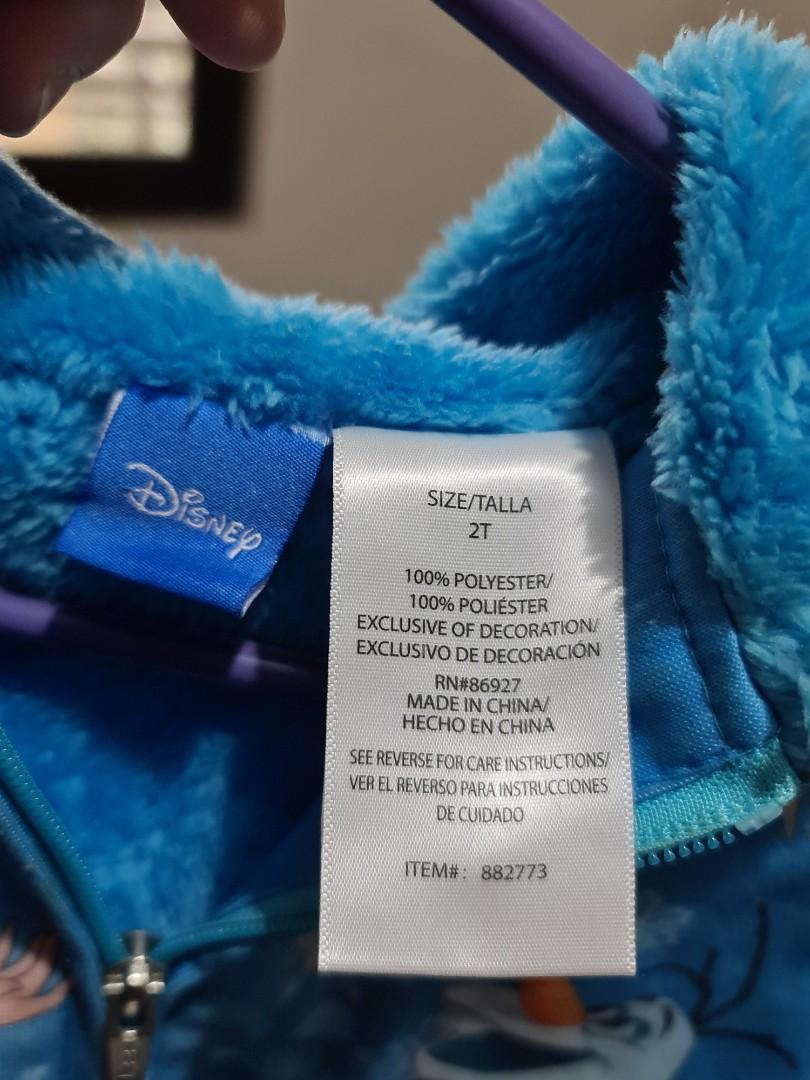 Disney
SIZE/TALLA
2T
100% POLYESTER/
100% POLIÉSTER
EXCLUSIVE OF DECORATION/
EXCLUSIVO DE DECORACIÓN
RN#86927
MADE IN CHINA/
HECHO EN CHINA
SEE REVERSE FOR CARE INSTRUCTIONS/
VER EL REVERSO PARA INSTRUCCIONES
DE CUIDADO
ITEM#: 882773